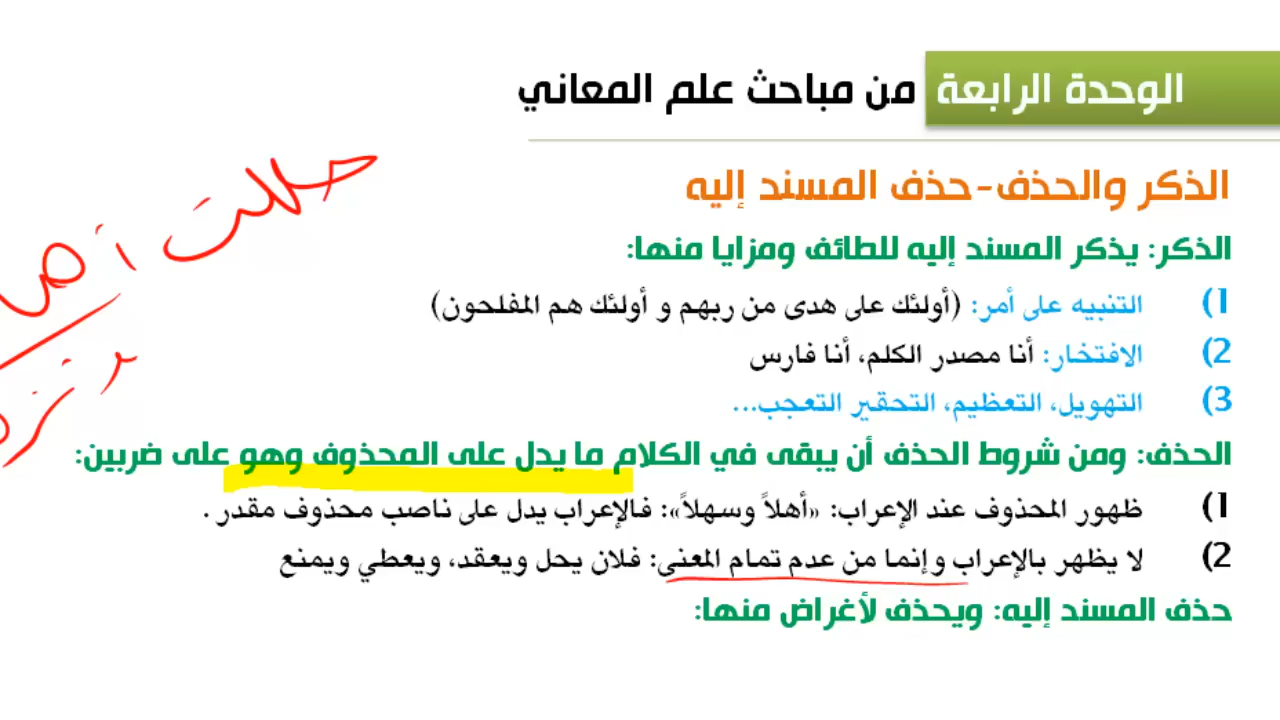 الوحدة الرابعة من مباحث علم المعاني
الذكر والحذف-حذف المسند إليه
الذكر: يذكر المسند إليه للطائف ومزايا منها:
1) التنبيه على أمر: (أولئك على هدى من ربهم و أولئك هم المفلحون)
2) الافتخار: أنا مصدر الكلم، أنا فارس
3) التهويل، التعظيم، التحقير التعجب...
الحذف: ومن شروط الحذف أن يبقى في الكلام ما يدل على المحذوف وهو على ضربين:
1) ظهور المحذوف عند الإعراب: «أهلاً وسهلاً»: فالإعراب يدل على ناصب محذوف مقدر .
2) لا يظهر بالإعراب وإنما من عدم تمام المعنى: فلان يحل ويعقد، ويعطي ويمنع
حذف المسند إليه: ويحذف لأغراض منها:
حللت